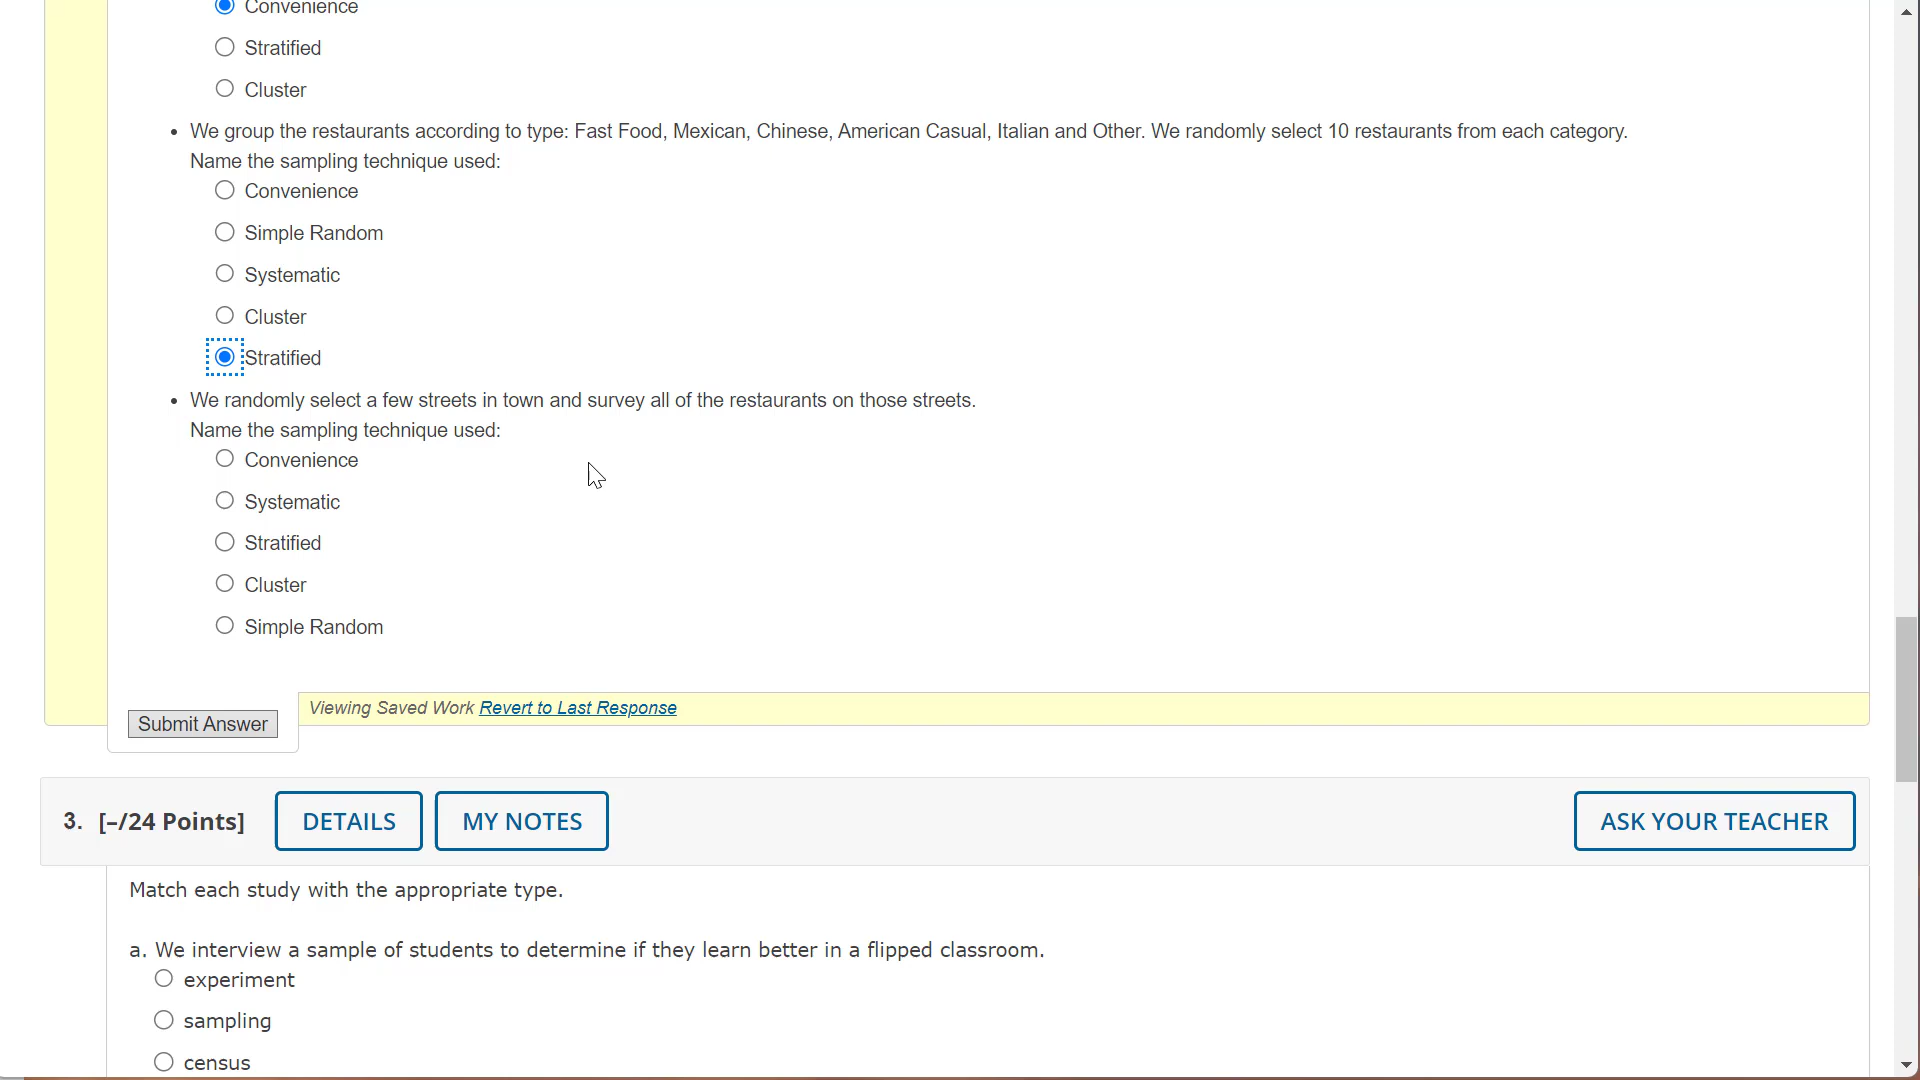 Convenience
Stratified
Cluster
• We group the restaurants according to type: Fast Food, Mexican, Chinese, American Casual, Italian and Other. We randomly select 10 restaurants from each category.
Name the sampling technique used:
Convenience
Simple Random
Systematic
Cluster
Stratified
• We randomly select a few streets in town and survey all of the restaurants on those streets.
Name the sampling technique used:
Convenience
Systematic
Stratified
Cluster
Simple Random
Submit Answer
Viewing Saved Work Revert to Last Response
3. [–/24 Points] DETAILS MY NOTES ASK YOUR TEACHER
Match each study with the appropriate type.
a. We interview a sample of students to determine if they learn better in a flipped classroom.
experiment
sampling
census